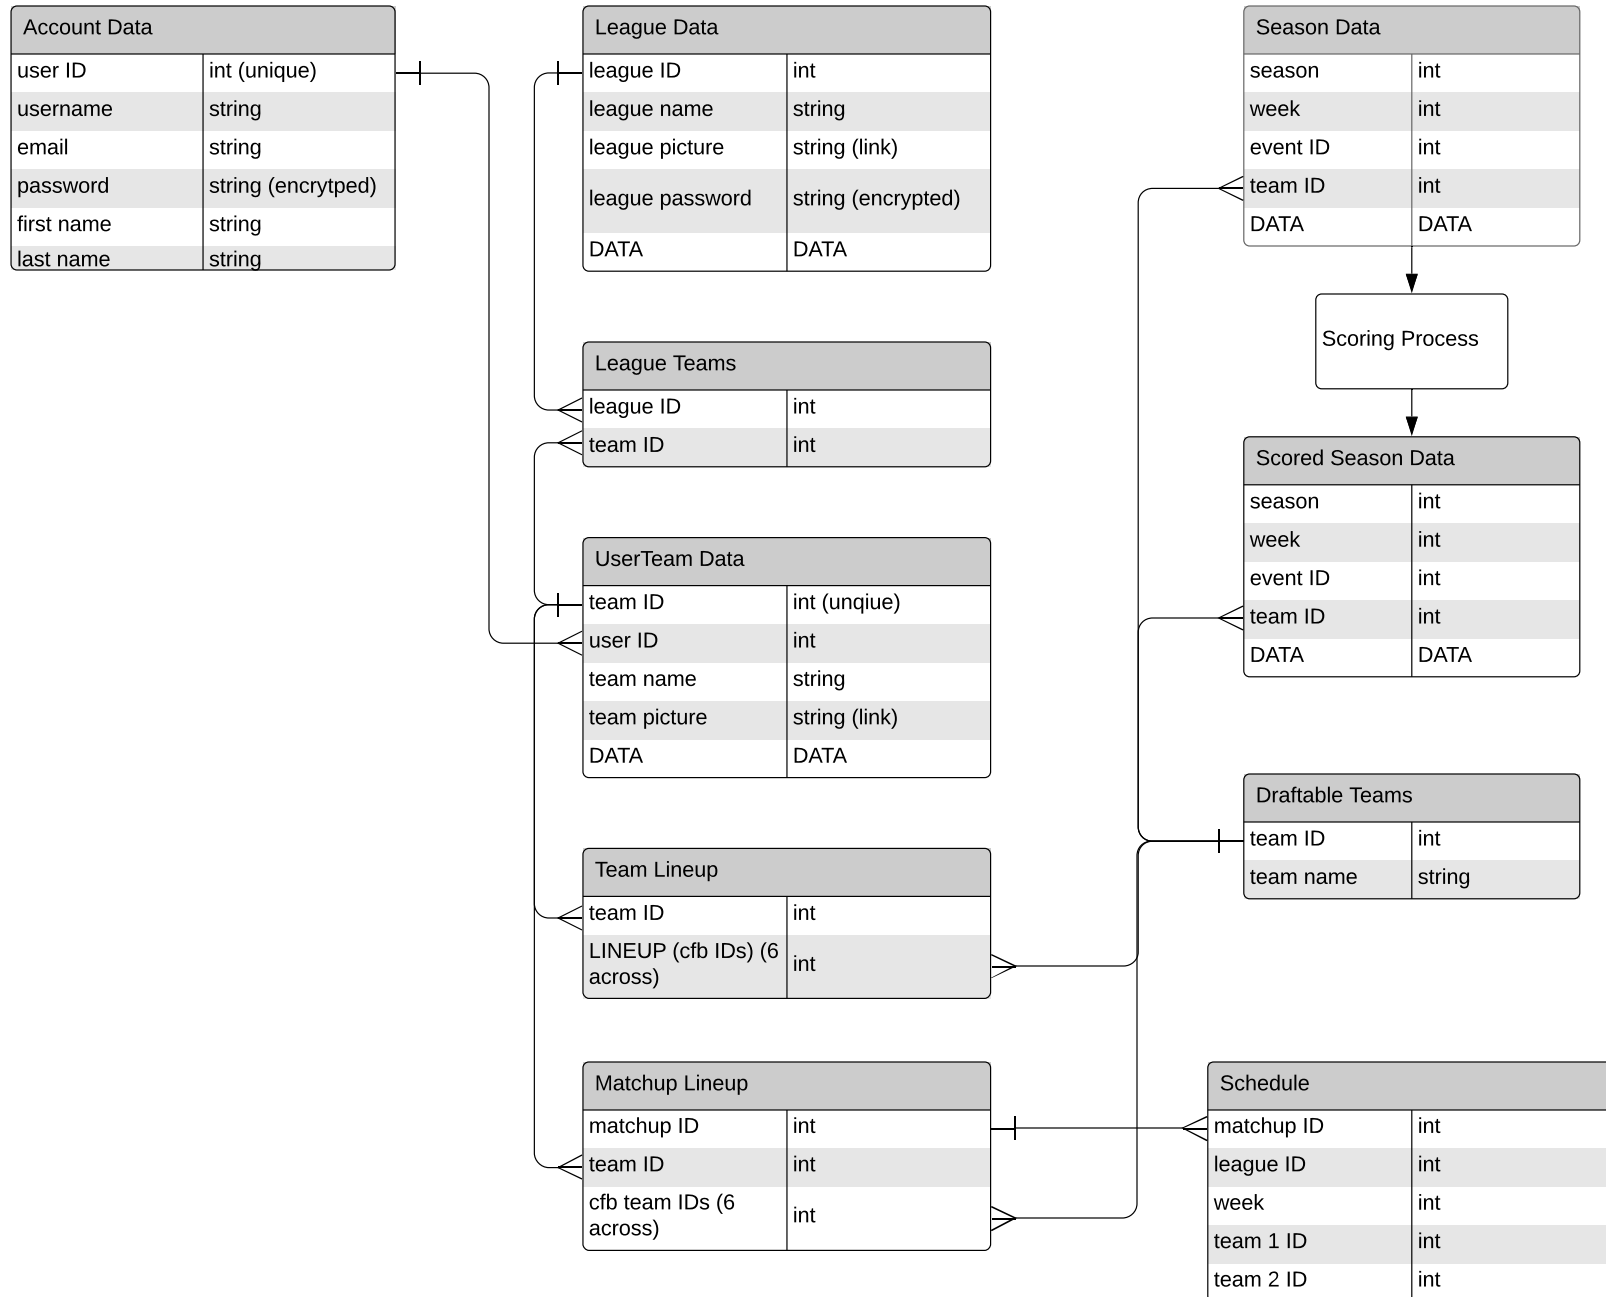 Account Data
user ID int (unique)
username string
email string
password string (encrytped)
first name string
last name string
League Data
league ID int
league name string
league picture string (link)
league password string (encrypted)
DATA DATA
League Teams
league ID int
team ID int
UserTeam Data
team ID int (unqiue)
user ID int
team name string
team picture string (link)
DATA DATA
Team Lineup
team ID int
LINEUP (cfb IDs) (6
across) int
Matchup Lineup
matchup ID int
team ID int
cfb team IDs (6
across) int
Season Data
season int
week int
event ID int
team ID int
DATA DATA
Scoring Process
Scored Season Data
season int
week int
event ID int
team ID int
DATA DATA
Draftable Teams
team ID int
team name string
Schedule
matchup ID int
league ID int
week int
team 1 ID int
team 2 ID int